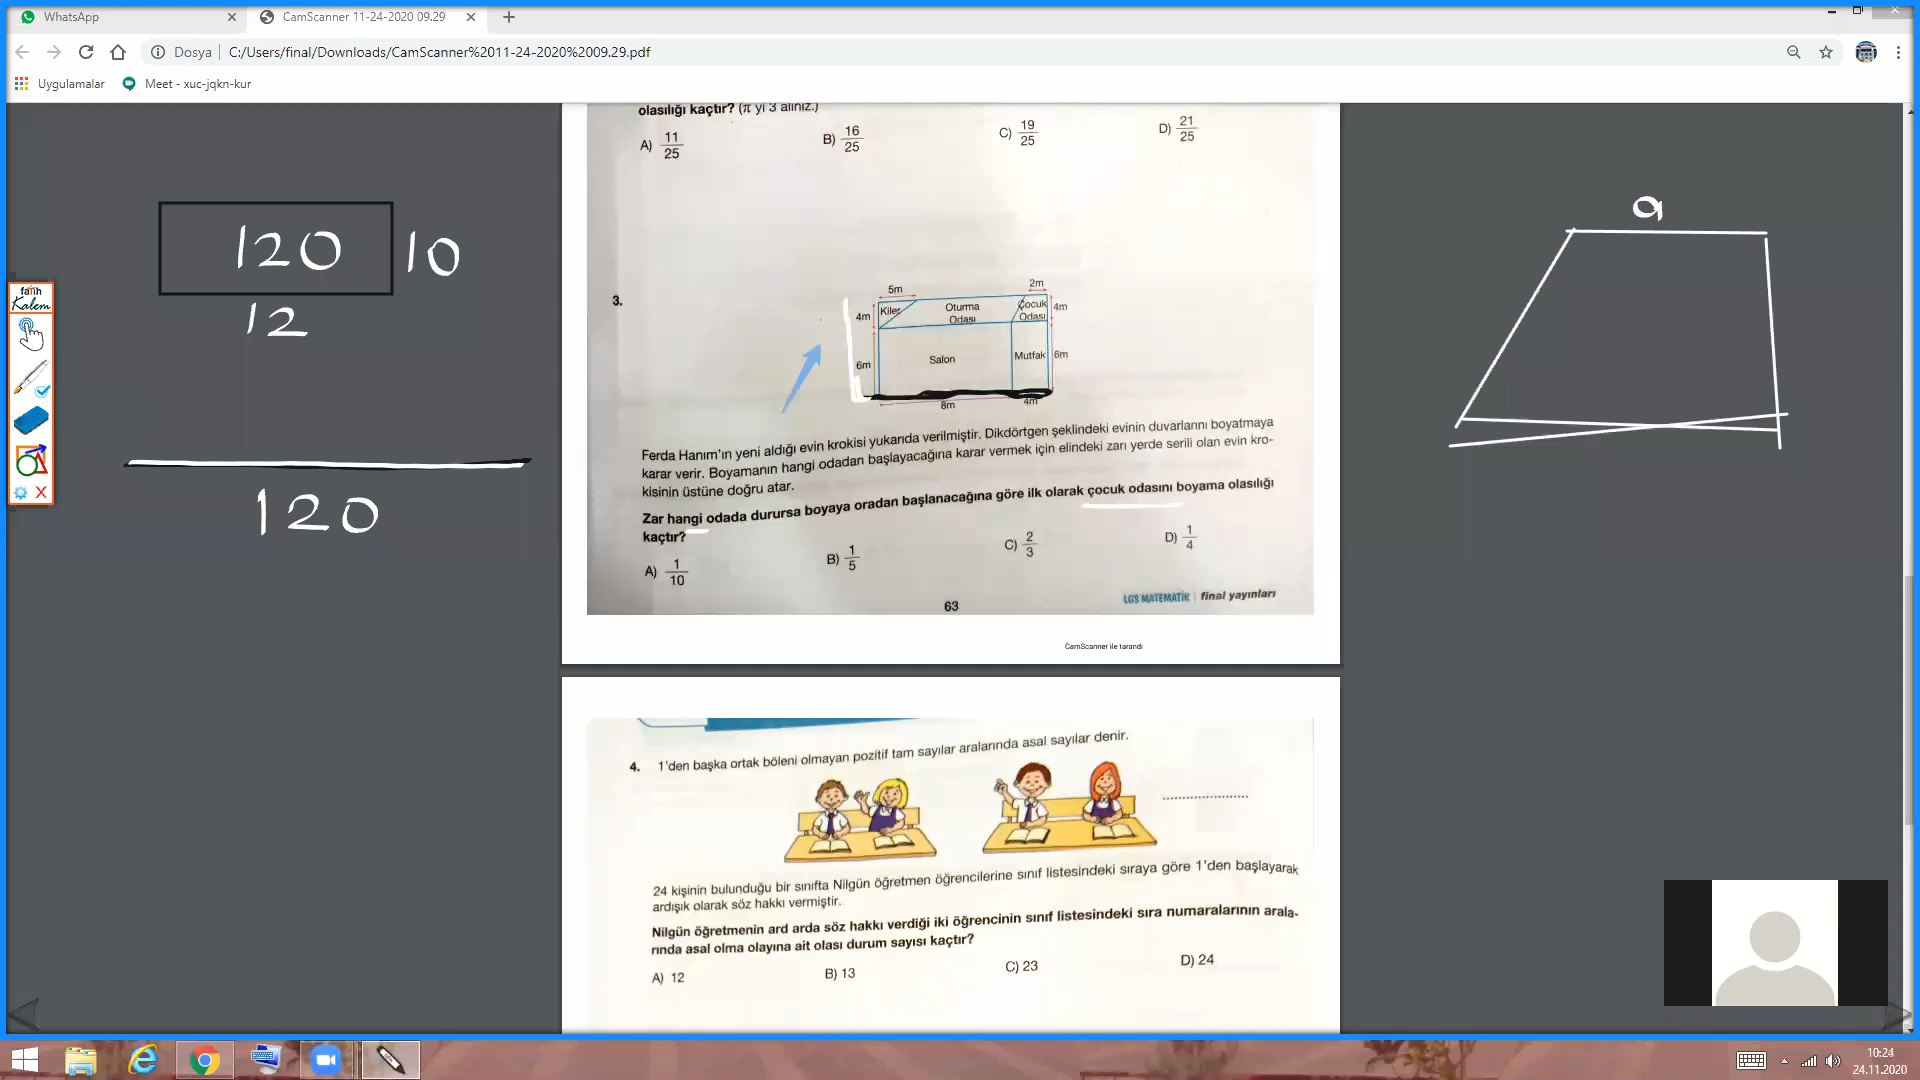 WhatsApp
CamScanner 11-24-2020 09.29
Dosya
C:/Users/final/Downloads/CamScanner%2011-24-2020%2009.29.pdf
Uygulamalar
Meet - xuc-jqkn-kur
olasılığı kaçtır? (π yi 3 alınız.)
A) 11/25
B) 16/25
C) 19/25
D) 21/25
120
10
12
120
a
fatih
Kalem
3.
5m
2m
4m
Kiler
Oturma
Odası
Çocuk
Odası
4m
6m
Salon
Mutfak
6m
8m
4m
Ferda Hanım'ın yeni aldığı evin krokisi yukarıda verilmiştir. Dikdörtgen şeklindeki evinin duvarlarını boyatmaya
karar verir. Boyamanın hangi odadan başlayacağına karar vermek için elindeki zarı yerde serili olan evin kro-
kisinin üstüne doğru atar.
Zar hangi odada durursa boyaya oradan başlanacağına göre ilk olarak çocuk odasını boyama olasılığı
kaçtır?
A) 1/10
B) 1/5
C) 2/3
D) 1/4
63
LGS MATEMATİK | final yayınları
CamScanner ile tarandı
4. 1'den başka ortak böleni olmayan pozitif tam sayılar aralarında asal sayılar denir.
....................
24 kişinin bulunduğu bir sınıfta Nilgün öğretmen öğrencilerine sınıf listesindeki sıraya göre 1'den başlayarak
ardışık olarak söz hakkı vermiştir.
Nilgün öğretmenin ard arda söz hakkı verdiği iki öğrencinin sınıf listesindeki sıra numaralarının arala-
rında asal olma olayına ait olası durum sayısı kaçtır?
A) 12
B) 13
C) 23
D) 24
10:24
24.11.2020